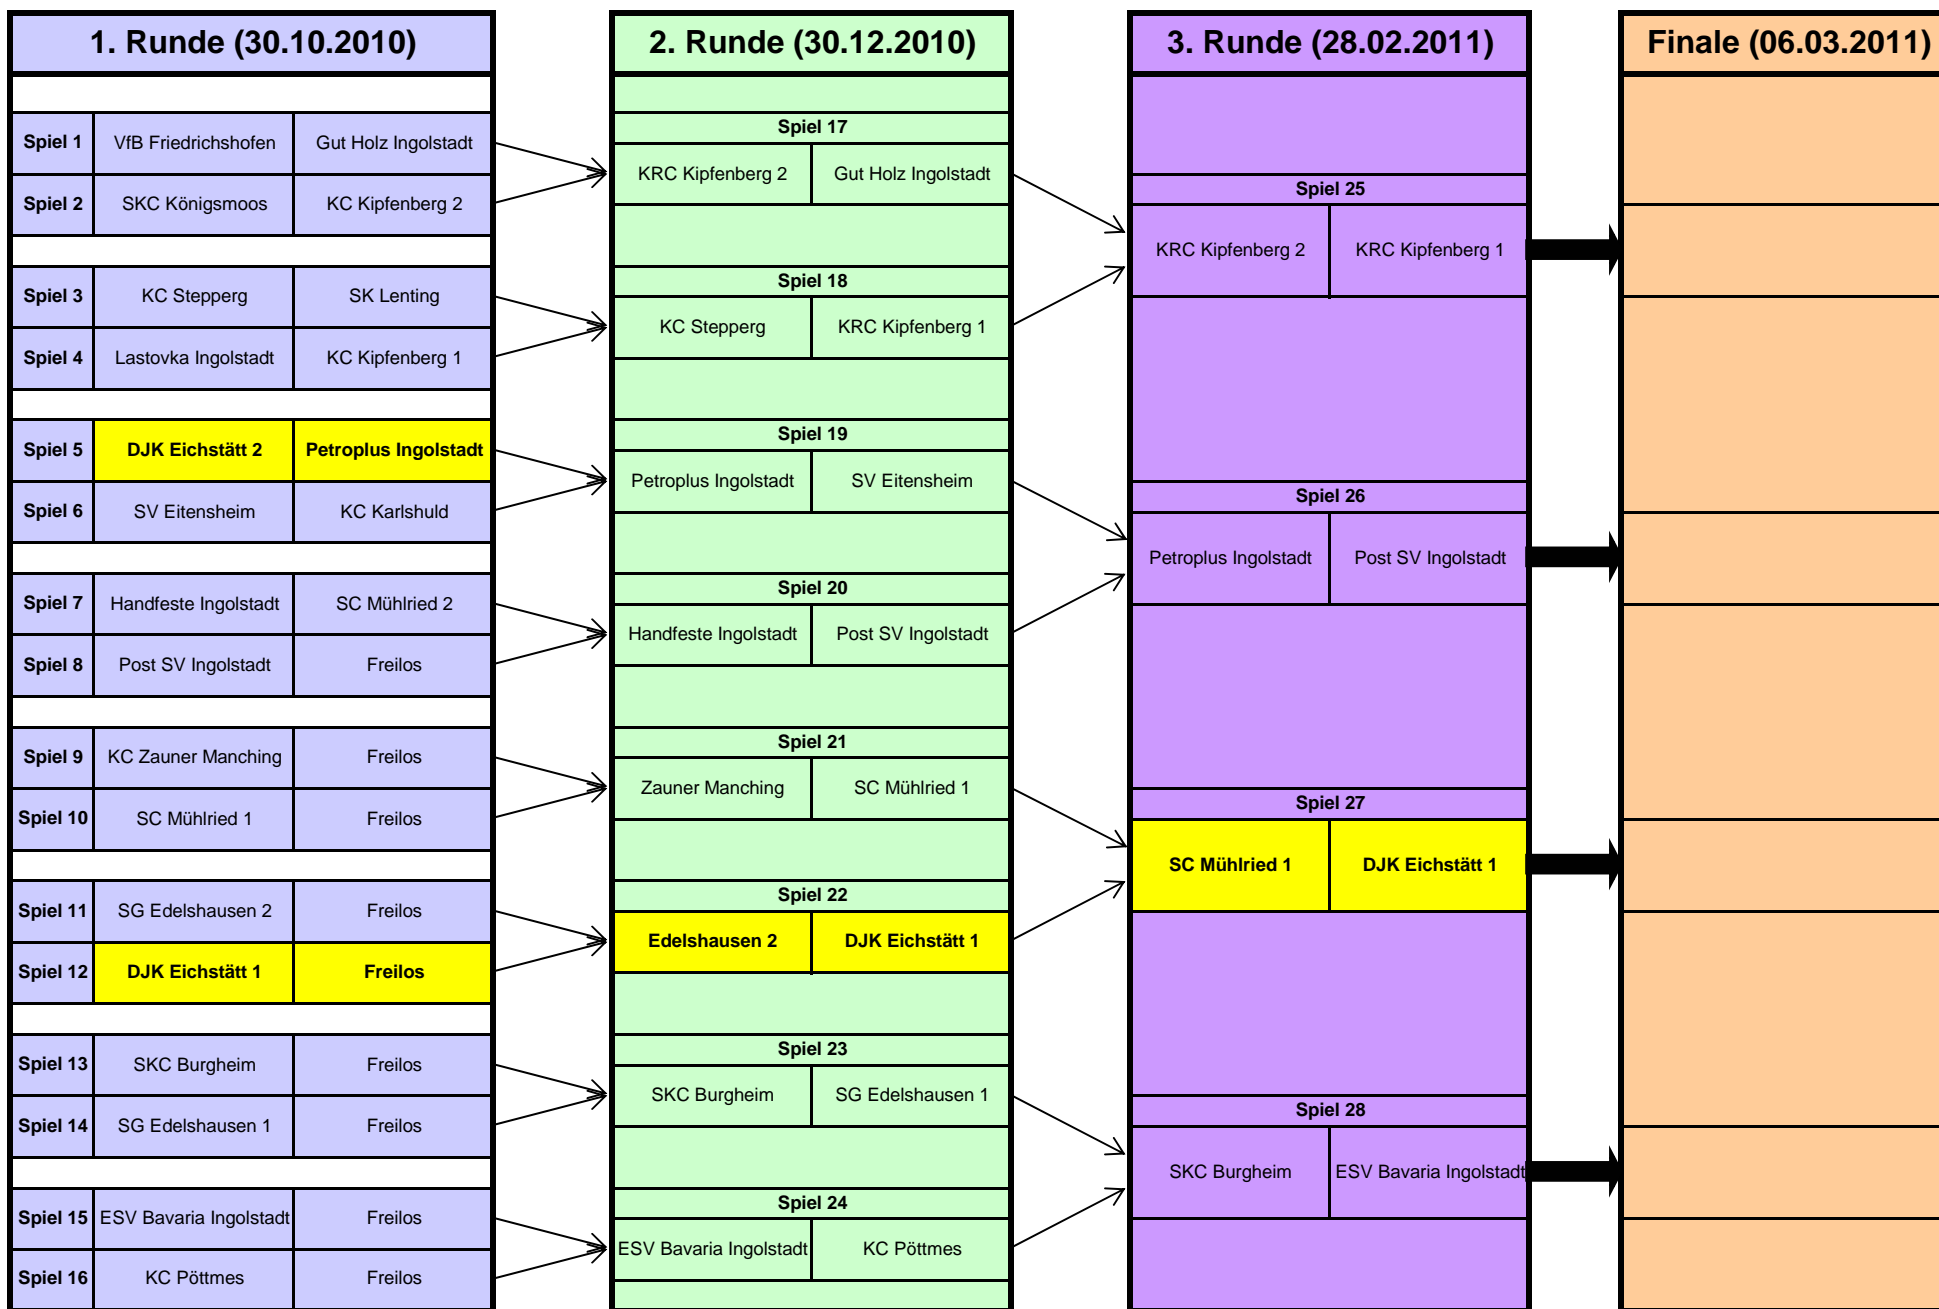 1. Runde (30.10.2010)
Spiel 1 VfB Friedrichshofen Gut Holz Ingolstadt
Spiel 2 SKC Königsmoos KC Kipfenberg 2
Spiel 3 KC Stepperg SK Lenting
Spiel 4 Lastovka Ingolstadt KC Kipfenberg 1
Spiel 5 DJK Eichstätt 2 Petroplus Ingolstadt
Spiel 6 SV Eitensheim KC Karlshuld
Spiel 7 Handfeste Ingolstadt SC Mühlried 2
Spiel 8 Post SV Ingolstadt Freilos
Spiel 9 KC Zauner Manching Freilos
Spiel 10 SC Mühlried 1 Freilos
Spiel 11 SG Edelshausen 2 Freilos
Spiel 12 DJK Eichstätt 1 Freilos
Spiel 13 SKC Burgheim Freilos
Spiel 14 SG Edelshausen 1 Freilos
Spiel 15 ESV Bavaria Ingolstadt Freilos
Spiel 16 KC Pöttmes Freilos
2. Runde (30.12.2010)
Spiel 17
KRC Kipfenberg 2 Gut Holz Ingolstadt
Spiel 18
KC Stepperg KRC Kipfenberg 1
Spiel 19
Petroplus Ingolstadt SV Eitensheim
Spiel 20
Handfeste Ingolstadt Post SV Ingolstadt
Spiel 21
Zauner Manching SC Mühlried 1
Spiel 22
Edelshausen 2 DJK Eichstätt 1
Spiel 23
SKC Burgheim SG Edelshausen 1
Spiel 24
ESV Bavaria Ingolstadt KC Pöttmes
3. Runde (28.02.2011)
Spiel 25
KRC Kipfenberg 2 KRC Kipfenberg 1
Spiel 26
Petroplus Ingolstadt Post SV Ingolstadt
Spiel 27
SC Mühlried 1 DJK Eichstätt 1
Spiel 28
SKC Burgheim ESV Bavaria Ingolstadt
Finale (06.03.2011)